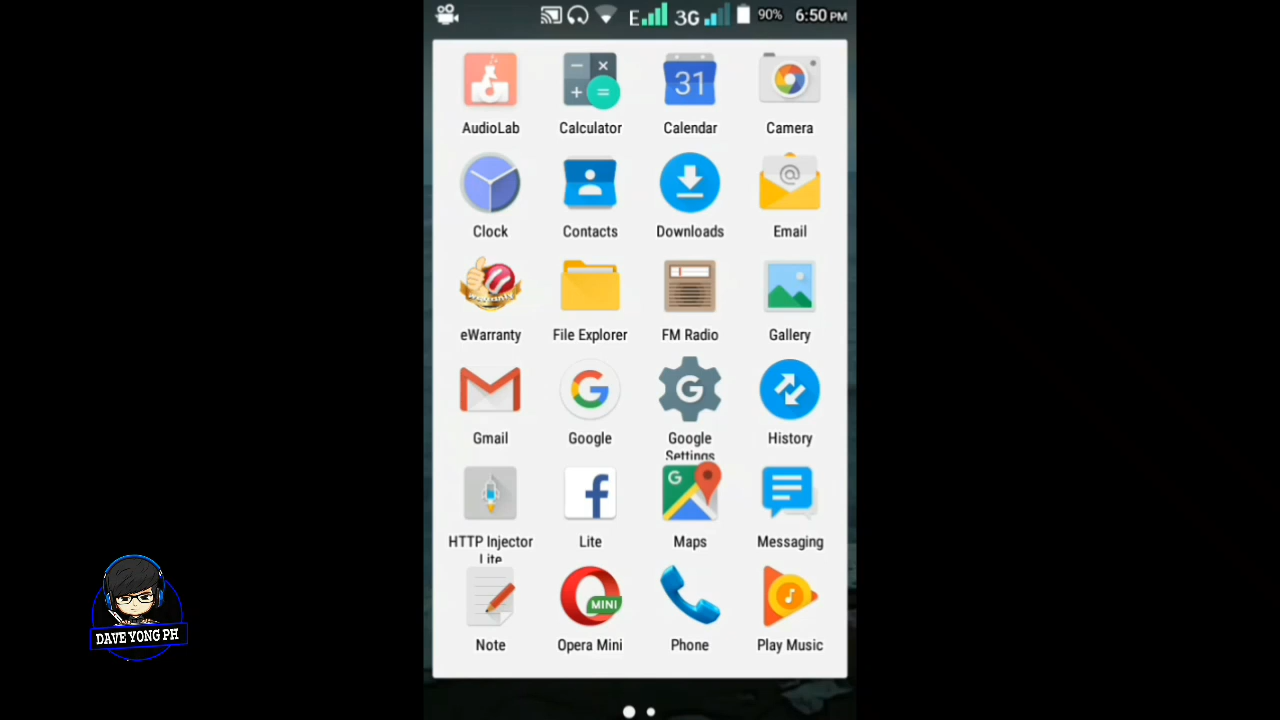 E 3G 90% 6:50 PM
31
AudioLab Calculator Calendar Camera
@
Clock Contacts Downloads Email
warranty
eWarranty File Explorer FM Radio Gallery
G
Gmail Google Google Settings History
G
HTTP Injector Lite Lite Maps Messaging
MINI
Note Opera Mini Phone Play Music
DAVE YONG PH